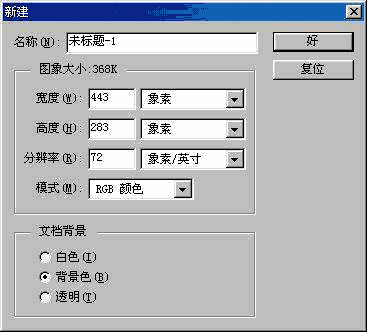 新建
名称(N): 未标题-1
好
复位
图象大小:368K
宽度(W): 443 象素
高度(H): 283 象素
分辨率(R): 72 象素/英寸
模式(M): RGB 颜色
文档背景
白色(I)
背景色(B)
透明(T)